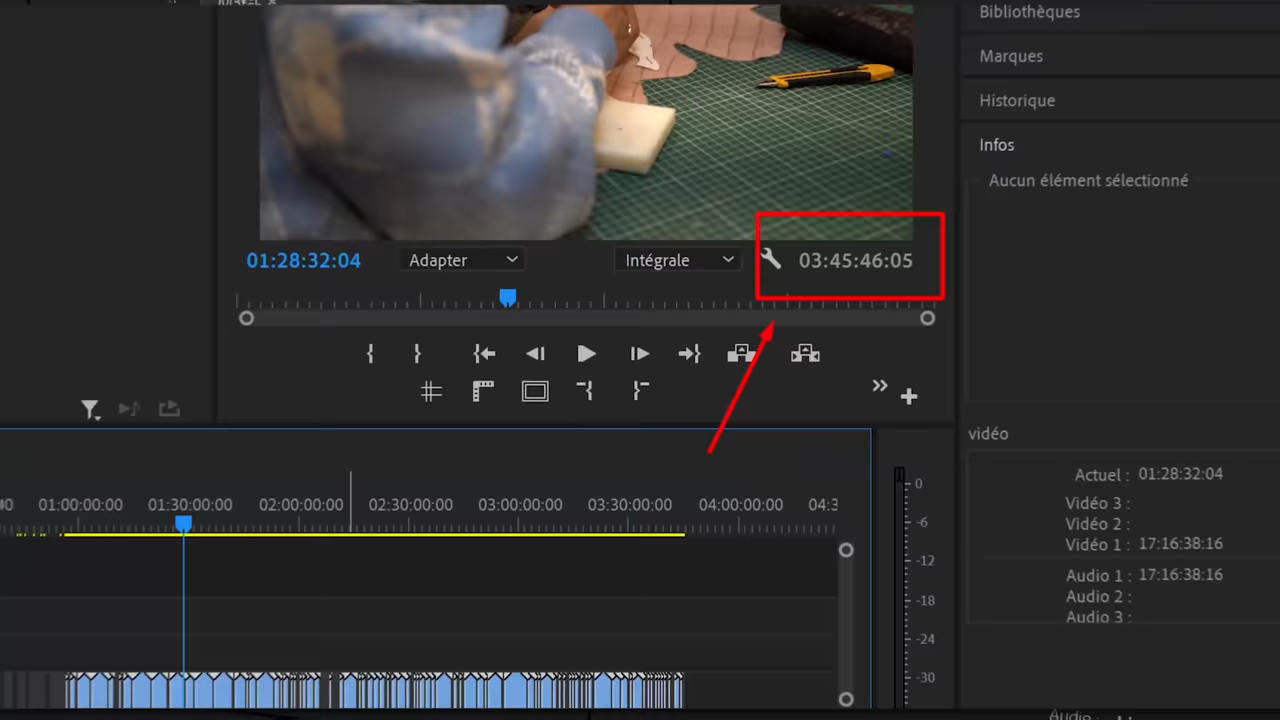 Bibliothèques
Marques
Historique
Infos
Aucun élément sélectionné
01:28:32:04 Adapter Intégrale 03:45:46:05
vidéo
Actuel : 01:28:32:04
Vidéo 3 :
Vidéo 2 :
Vidéo 1 : 17:16:38:16
Audio 1 : 17:16:38:16
Audio 2 :
Audio 3 :
01:00:00:00 01:30:00:00 02:00:00:00 02:30:00:00 03:00:00:00 03:30:00:00 04:00:00:00 04:3
0
-6
-12
-18
-24
-30